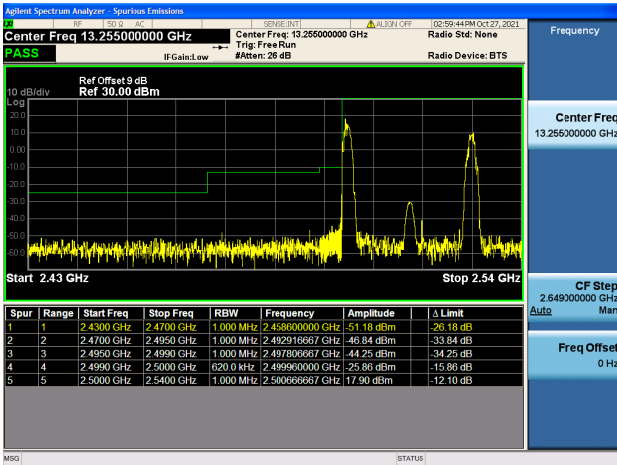 Agilent Spectrum Analyzer - Spurious Emissions
RF 50 Ω AC SENSE:INT ALIGN OFF 02:59:44 PM Oct 27, 2021
Center Freq 13.255000000 GHz Center Freq: 13.255000000 GHz Radio Std: None
Trig: Free Run
PASS IFGain:Low #Atten: 26 dB Radio Device: BTS
Frequency
Ref Offset 9 dB
10 dB/div Ref 30.00 dBm
Log
20.0
10.0
0.00
-10.0
-20.0
-30.0
-40.0
-50.0
-60.0
Start 2.43 GHz Stop 2.54 GHz
Center Freq
13.255000000 GHz
CF Step
2.649000000 GHz
Auto Man
Freq Offset
0 Hz
Spur Range Start Freq Stop Freq RBW Frequency Amplitude Δ Limit
1 1 2.4300 GHz 2.4700 GHz 1.000 MHz 2.458600000 GHz -51.18 dBm -26.18 dB
2 2 2.4700 GHz 2.4950 GHz 1.000 MHz 2.492916667 GHz -46.84 dBm -33.84 dB
3 3 2.4950 GHz 2.4990 GHz 1.000 MHz 2.497806667 GHz -44.25 dBm -34.25 dB
4 4 2.4990 GHz 2.5000 GHz 620.0 kHz 2.499960000 GHz -25.86 dBm -15.86 dB
5 5 2.5000 GHz 2.5400 GHz 1.000 MHz 2.500666667 GHz 17.90 dBm -12.10 dB
MSG STATUS